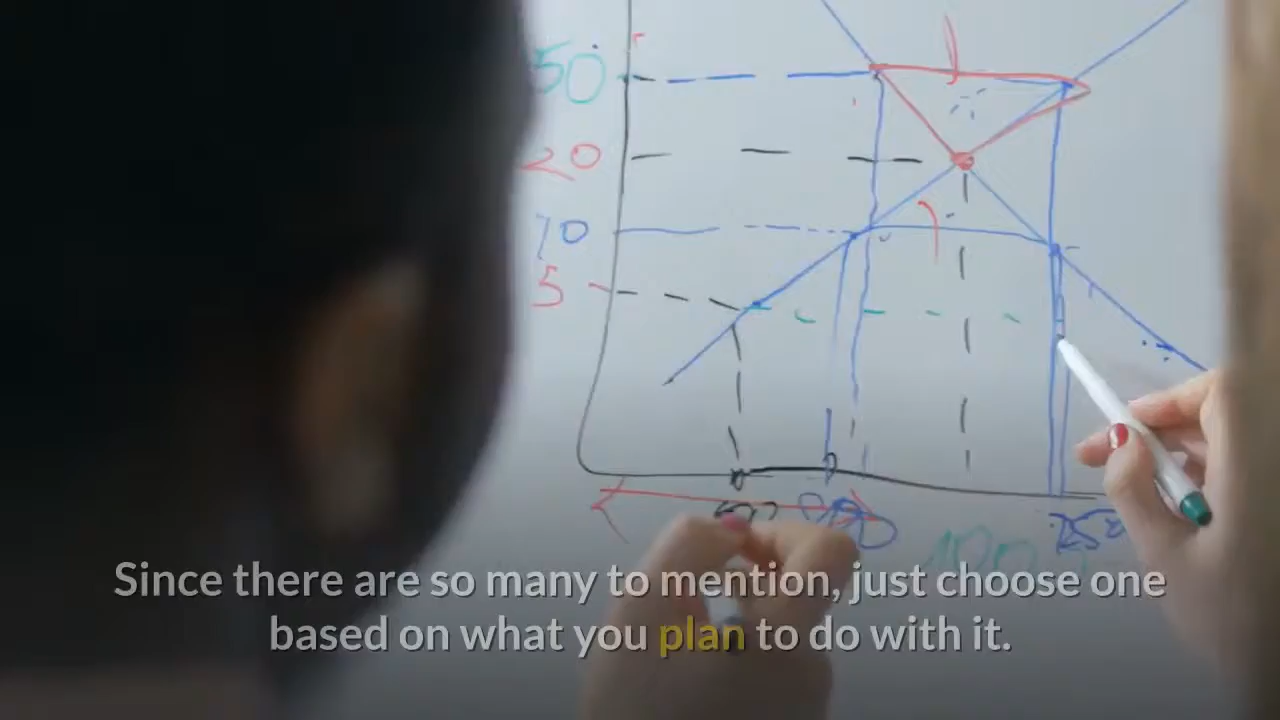 50
20
10
5
Since there are so many to mention, just choose one
based on what you plan to do with it.